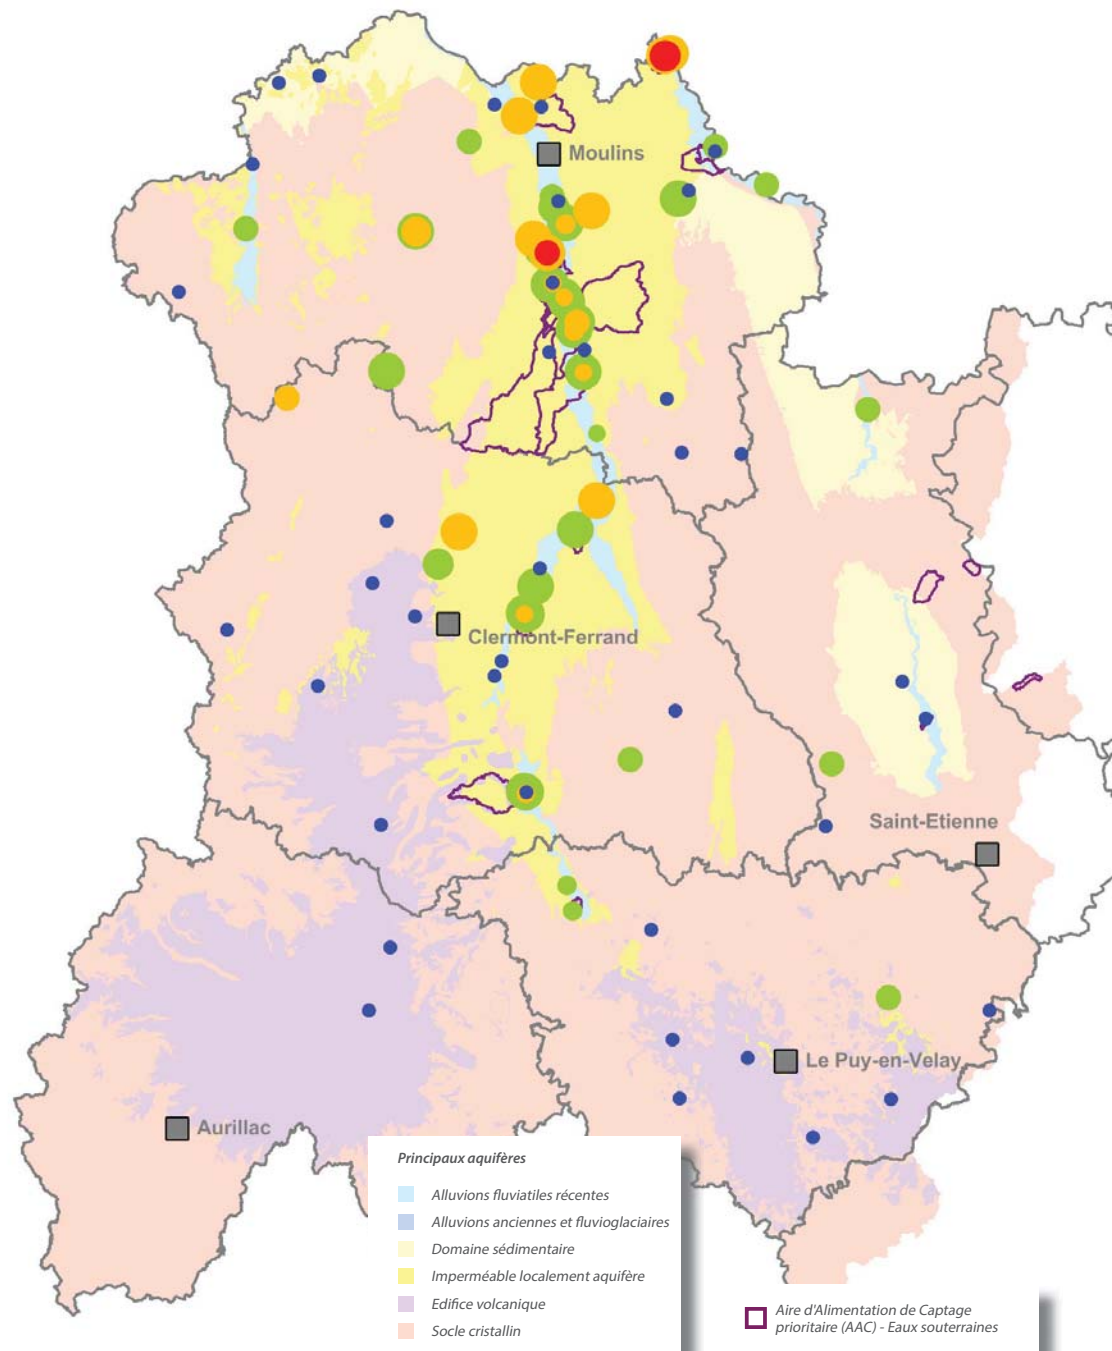 Moulins
Clermont-Ferrand
Saint-Etienne
Le Puy-en-Velay
Aurillac
Principaux aquifères
Alluvions fluviatiles récentes
Alluvions anciennes et fluvioglaciaires
Domaine sédimentaire
Imperméable localement aquifère
Edifice volcanique
Socle cristallin
Aire d'Alimentation de Captage
prioritaire (AAC) - Eaux souterraines